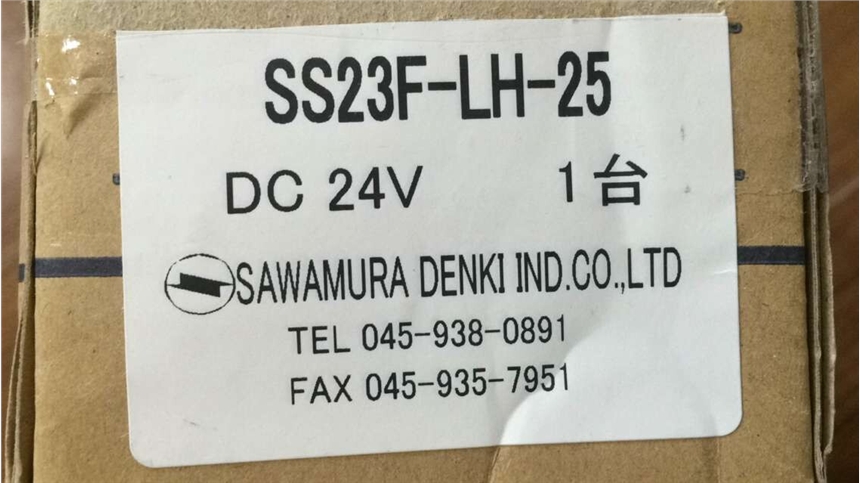 SS23F-LH-25
DC 24V 1台
SAWAMURA DENKI IND.CO.,LTD
TEL 045-938-0891
FAX 045-935-7951